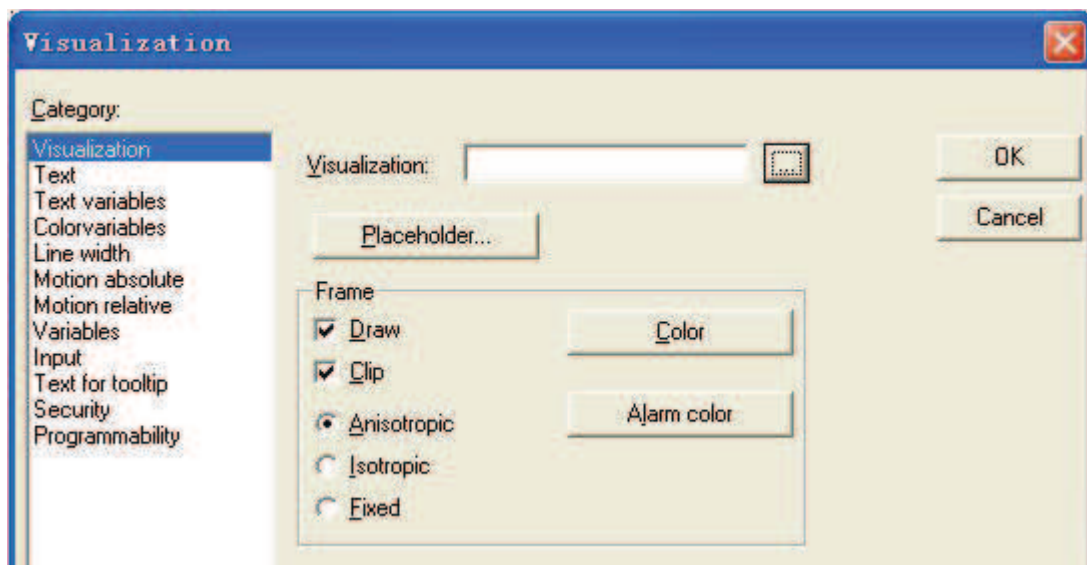 Visualization
Category:
Visualization
Text
Text variables
Colorvariables
Line width
Motion absolute
Motion relative
Variables
Input
Text for tooltip
Security
Programmability
Visualization:
...
Placeholder...
Frame
Draw
Clip
Anisotropic
Isotropic
Fixed
Color
Alarm color
OK
Cancel